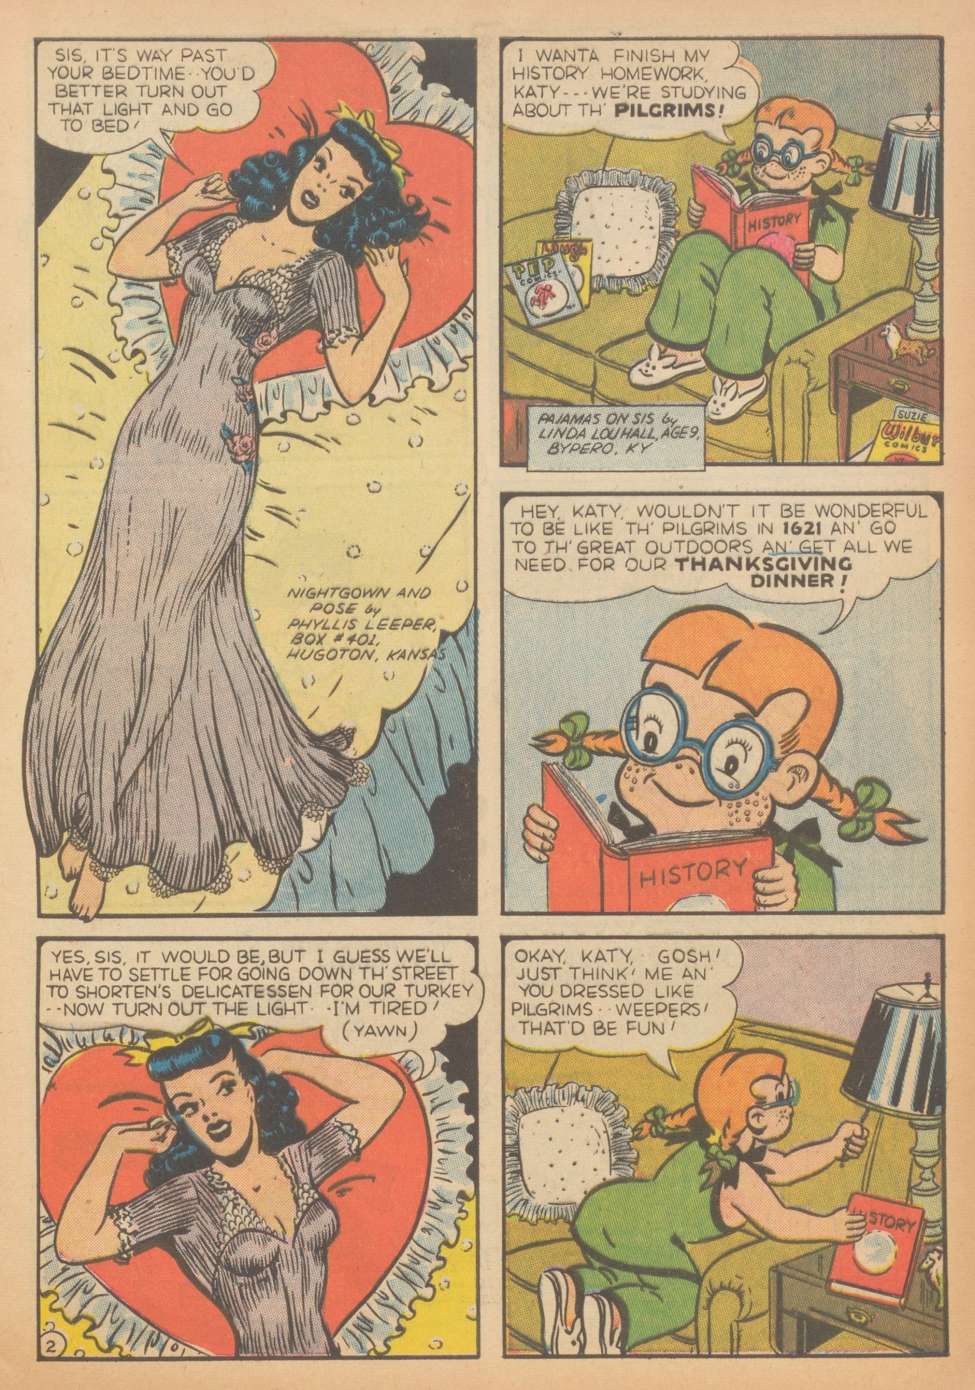 SIS, IT'S WAY PAST
YOUR BEDTIME--YOU'D
BETTER TURN OUT
THAT LIGHT AND GO
TO BED!
NIGHTGOWN AND
POSE by
PHYLLIS LEEPER,
BOX #401,
HUGOTON, KANSAS
I WANTA FINISH MY
HISTORY HOMEWORK,
KATY---WE'RE STUDYING
ABOUT TH' PILGRIMS!
HISTORY
PEP
COMICS
SUZIE
Wilbur
COMICS
PAJAMAS ON SIS by
LINDA LOU HALL, AGE 9,
BYPERO, KY
HEY, KATY, WOULDN'T IT BE WONDERFUL
TO BE LIKE TH' PILGRIMS IN 1621 AN' GO
TO TH' GREAT OUTDOORS AN' GET ALL WE
NEED FOR OUR THANKSGIVING
DINNER!
HISTORY
YES, SIS, IT WOULD BE, BUT I GUESS WE'LL
HAVE TO SETTLE FOR GOING DOWN TH' STREET
TO SHORTEN'S DELICATESSEN FOR OUR TURKEY
--NOW TURN OUT THE LIGHT--I'M TIRED!
(YAWN)
2
OKAY, KATY, GOSH!
JUST THINK! ME AN'
YOU DRESSED LIKE
PILGRIMS--WEEPERS!
THAT'D BE FUN!
HISTORY